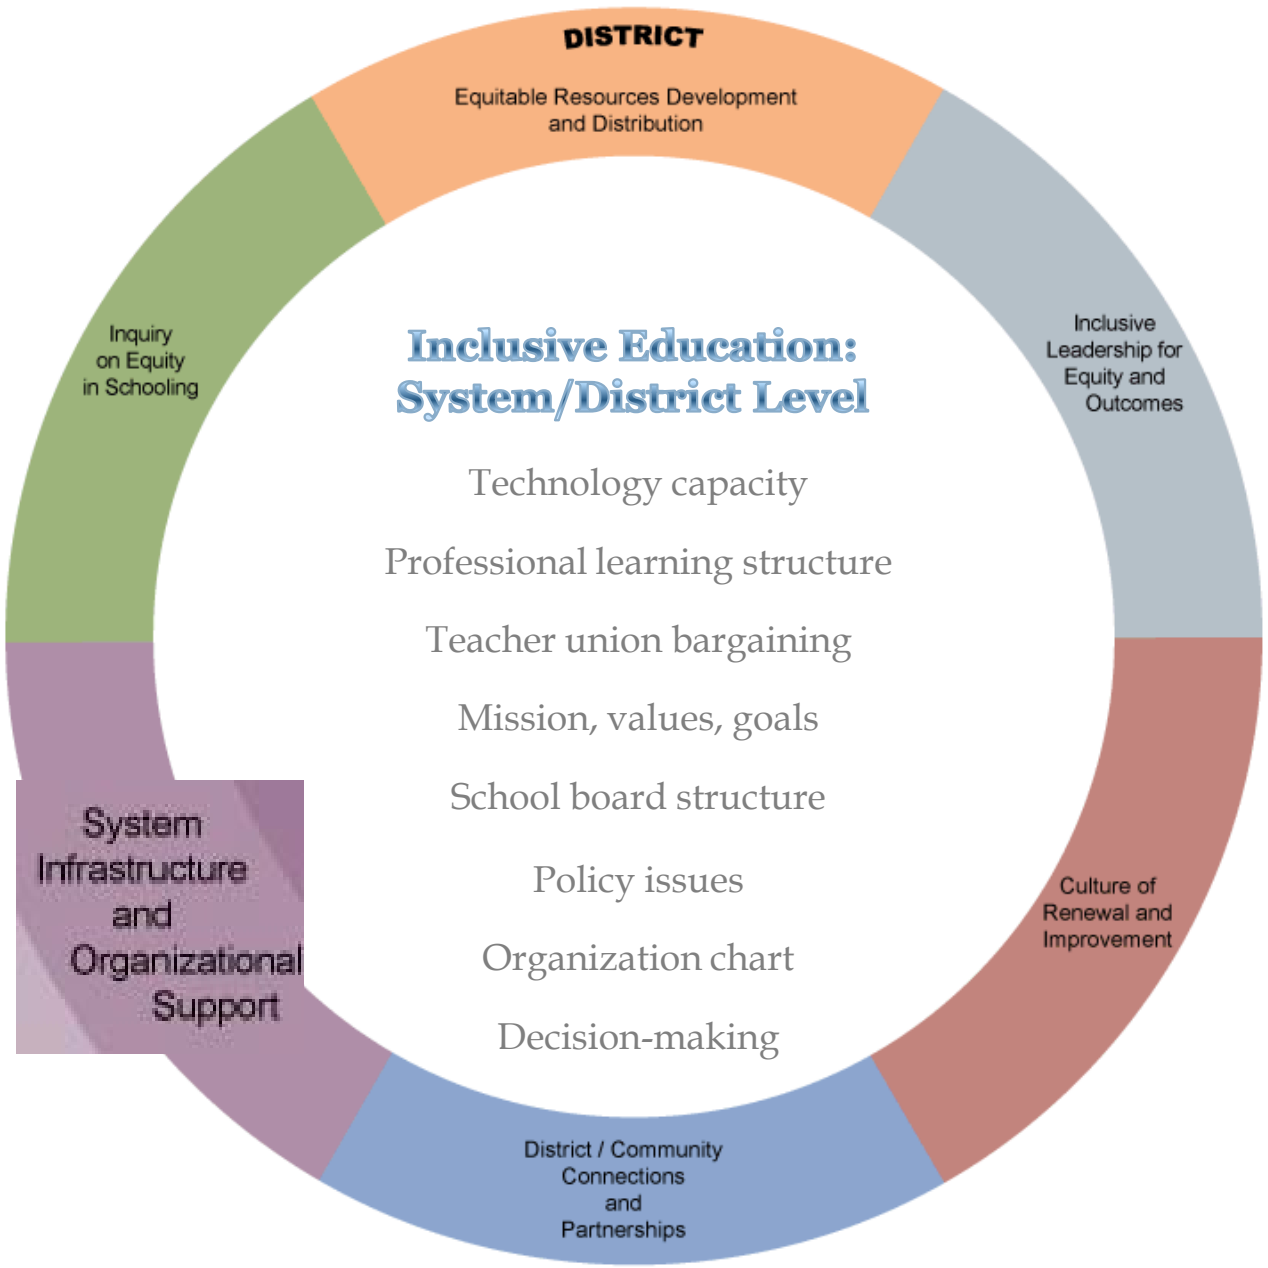 DISTRICT
Equitable Resources Development
and Distribution
Inquiry
on Equity
in Schooling
Inclusive
Leadership for
Equity and
Outcomes
Inclusive Education:
System/District Level
Technology capacity
Professional learning structure
Teacher union bargaining
Mission, values, goals
School board structure
Policy issues
Organization chart
Decision-making
System
Infrastructure
and
Organizational
Support
Culture of
Renewal and
Improvement
District / Community
Connections
and
Partnerships